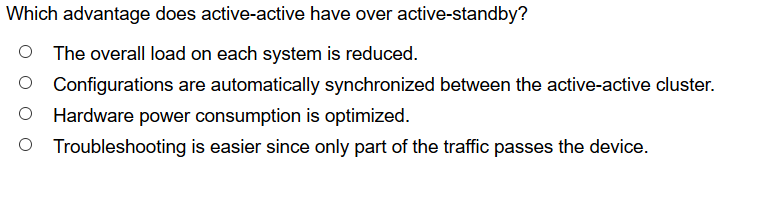 Which advantage does active-active have over active-standby?
The overall load on each system is reduced.
Configurations are automatically synchronized between the active-active cluster.
Hardware power consumption is optimized.
Troubleshooting is easier since only part of the traffic passes the device.